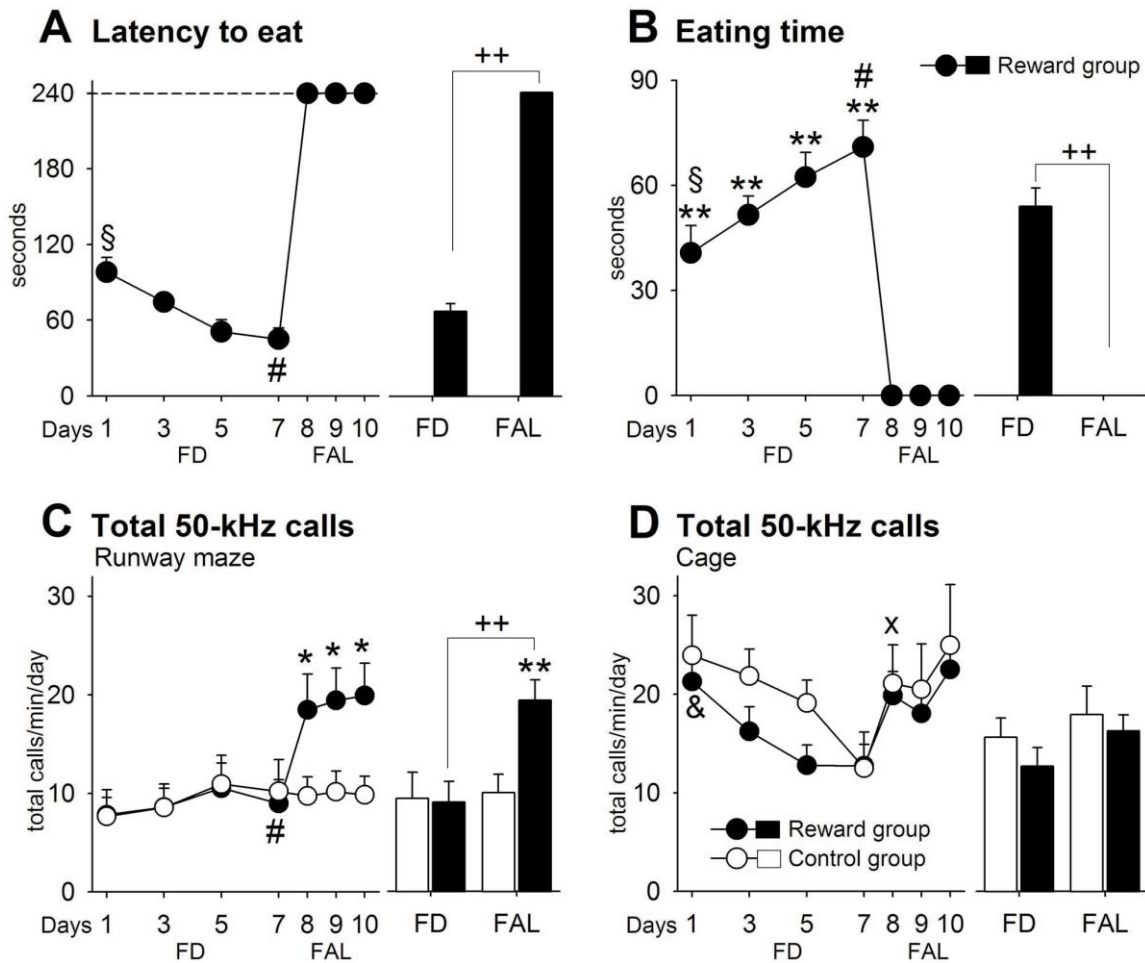 A Latency to eat
++
240
180
120
60
0
seconds
§
#
Days 1 3 5 7 8 9 10
FD FAL
FD FAL
B Eating time
Reward group
90
60
30
0
seconds
§
**
**
**
#
**
++
Days 1 3 5 7 8 9 10
FD FAL
FD FAL
C Total 50-kHz calls
Runway maze
30
20
10
0
total calls/min/day
#
* * *
++
**
Days 1 3 5 7 8 9 10
FD FAL
FD FAL
D Total 50-kHz calls
Cage
30
20
10
0
total calls/min/day
&
x
Reward group
Control group
Days 1 3 5 7 8 9 10
FD FAL
FD FAL